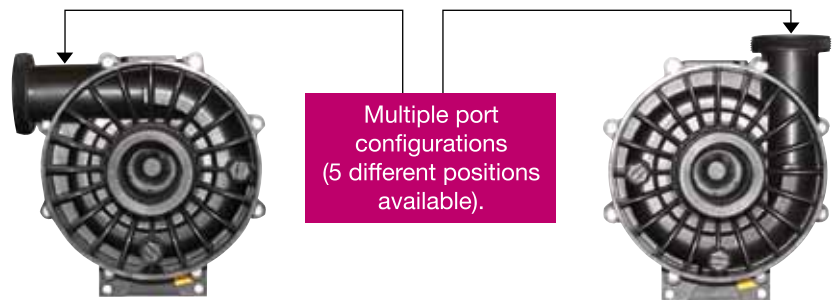 Multiple port
configurations
(5 different positions
available).